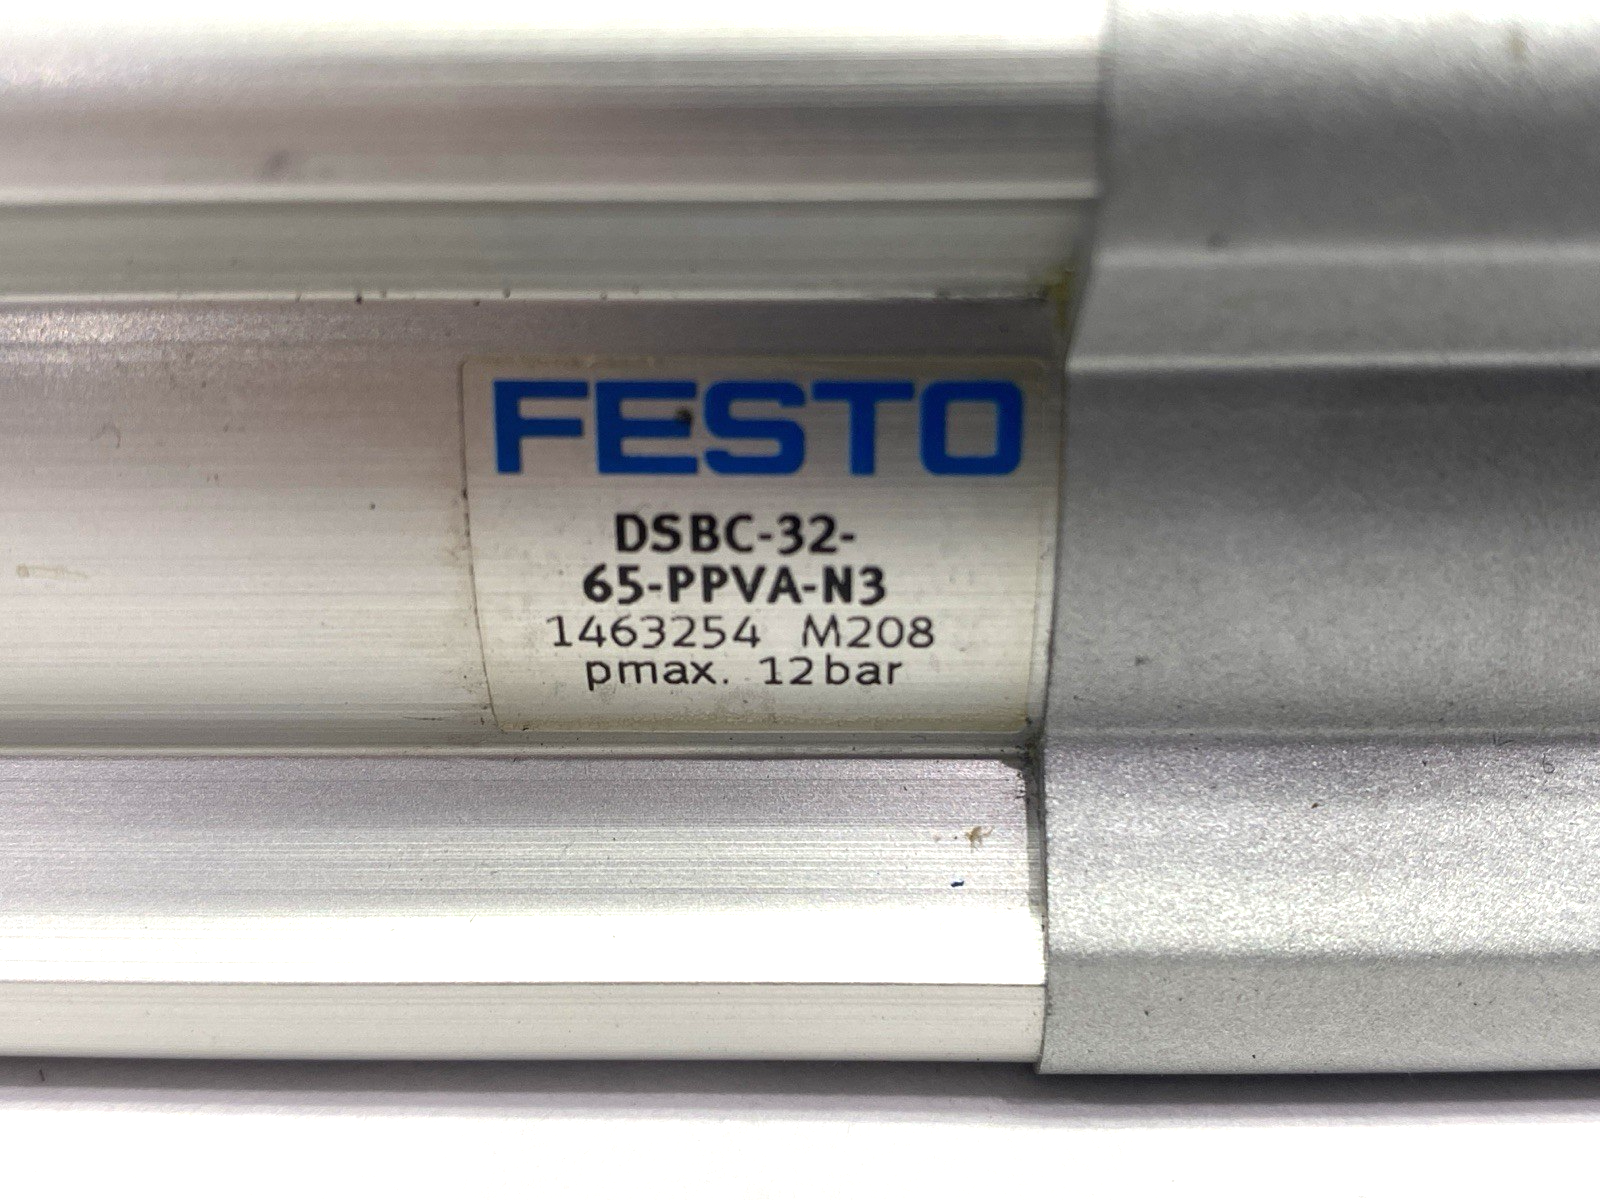 FESTO
DSBC-32-
65-PPVA-N3
1463254 M208
pmax. 12bar